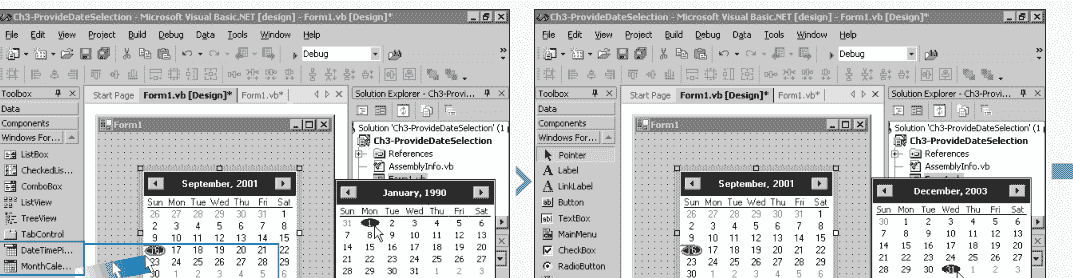 Ch3-ProvideDateSelection - Microsoft Visual Basic.NET [design] - Form1.vb [Design]*
File Edit View Project Build Debug Data Tools Window Help
Debug
Toolbox
Start Page Form1.vb [Design]* Form1.vb*
Solution Explorer - Ch3-Provi...
Data
Components
Windows For...
Form1
Solution 'Ch3-ProvideDateSelection' (1
Ch3-ProvideDateSelection
References
AssemblyInfo.vb
ListBox
CheckedLis...
ComboBox
ListView
TreeView
TabControl
DateTimePi...
MonthCale...
September, 2001
Sun Mon Tue Wed Thu Fri Sat
26 27 28 29 30 31 1
2 3 4 5 6 7 8
9 10 11 12 13 14 15
16 17 18 19 20 21 22
23 24 25 26 27 28 29
30 1 2 3 4 5 6
January, 1990
Sun Mon Tue Wed Thu Fri Sat
31 1 2 3 4 5 6
7 8 9 10 11 12 13
14 15 16 17 18 19 20
21 22 23 24 25 26 27
28 29 30 31 1 2 3
Ch3-ProvideDateSelection - Microsoft Visual Basic.NET [design] - Form1.vb [Design]*
File Edit View Project Build Debug Data Tools Window Help
Debug
Toolbox
Start Page Form1.vb [Design]* Form1.vb*
Solution Explorer - Ch3-Provi...
Data
Components
Windows For...
Form1
Solution 'Ch3-ProvideDateSelection' (1
Ch3-ProvideDateSelection
References
AssemblyInfo.vb
Pointer
Label
LinkLabel
Button
TextBox
MainMenu
CheckBox
RadioButton
September, 2001
Sun Mon Tue Wed Thu Fri Sat
26 27 28 29 30 31 1
2 3 4 5 6 7 8
9 10 11 12 13 14 15
16 17 18 19 20 21 22
23 24 25 26 27 28 29
30 1 2 3 4 5 6
December, 2003
Sun Mon Tue Wed Thu Fri Sat
30 1 2 3 4 5 6
7 8 9 10 11 12 13
14 15 16 17 18 19 20
21 22 23 24 25 26 27
28 29 30 31 1 2 3